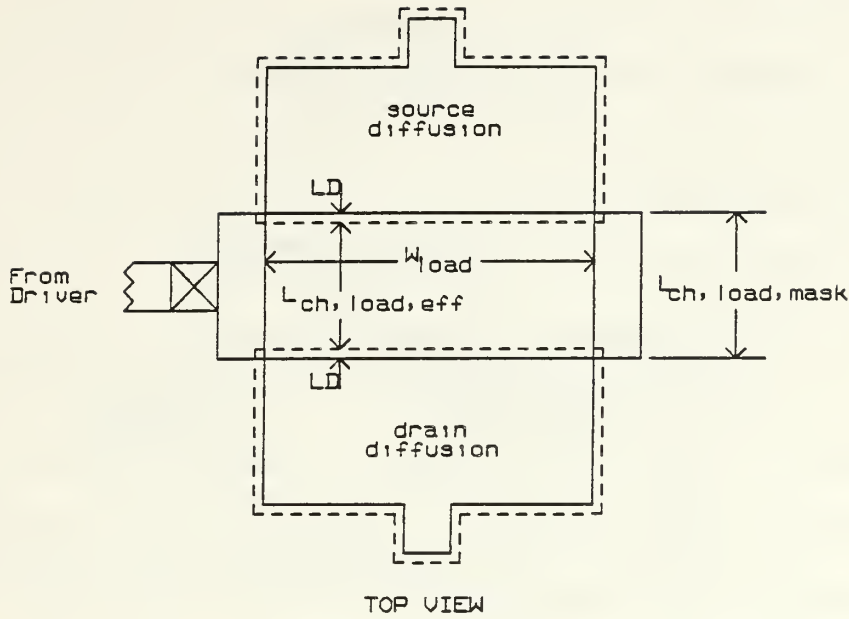 source
diffusion
LD
W load
From
Driver
L ch, load, eff
L ch, load, mask
LD
drain
diffusion
TOP VIEW